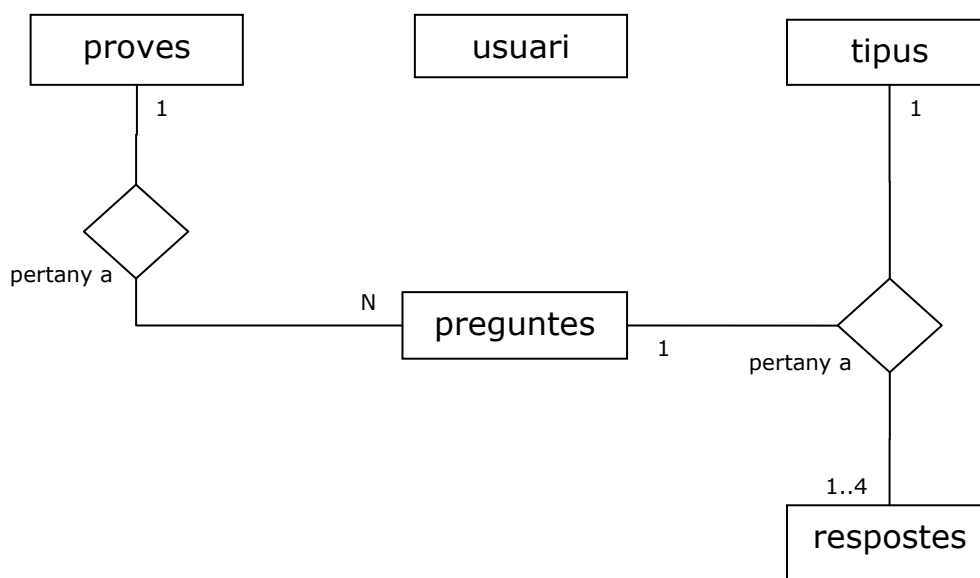 proves
usuari
tipus
1
1
pertany a
N
preguntes
1
pertany a
1..4
respostes